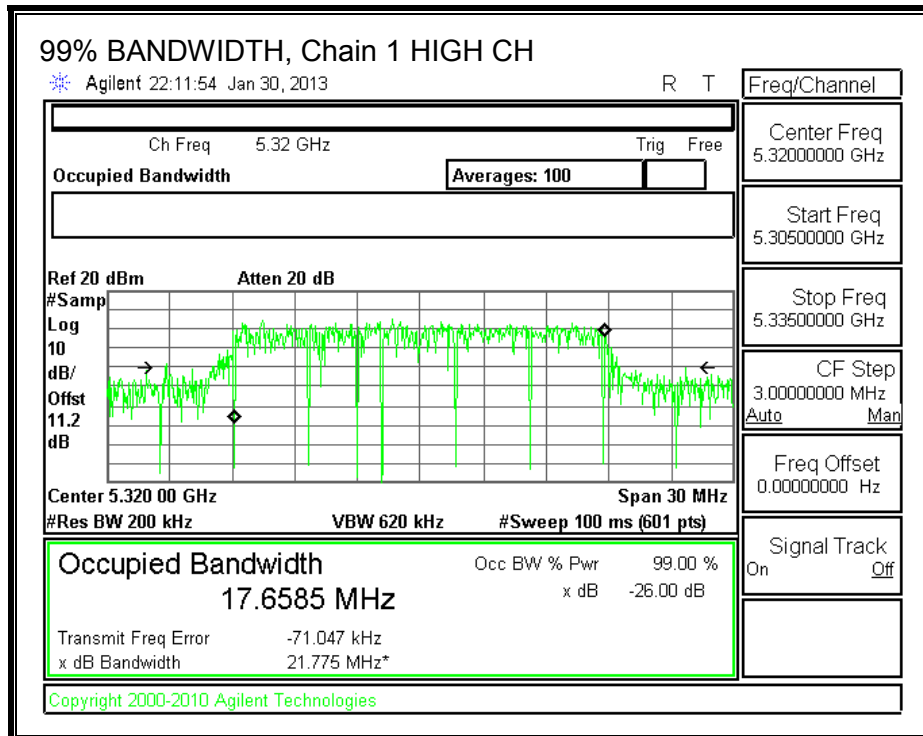 99% BANDWIDTH, Chain 1 HIGH CH
Agilent 22:11:54 Jan 30, 2013 R T
Freq/Channel
Ch Freq 5.32 GHz Trig Free
Occupied Bandwidth Averages: 100
Center Freq
5.32000000 GHz
Start Freq
5.30500000 GHz
Stop Freq
5.33500000 GHz
CF Step
3.00000000 MHz
Auto Man
Freq Offset
0.00000000 Hz
Signal Track
On Off
Ref 20 dBm Atten 20 dB
#Samp
Log
10
dB/
Offst
11.2
dB
Center 5.320 00 GHz Span 30 MHz
#Res BW 200 kHz VBW 620 kHz #Sweep 100 ms (601 pts)
Occupied Bandwidth Occ BW % Pwr 99.00 %
17.6585 MHz x dB -26.00 dB
Transmit Freq Error -71.047 kHz
x dB Bandwidth 21.775 MHz*
Copyright 2000-2010 Agilent Technologies